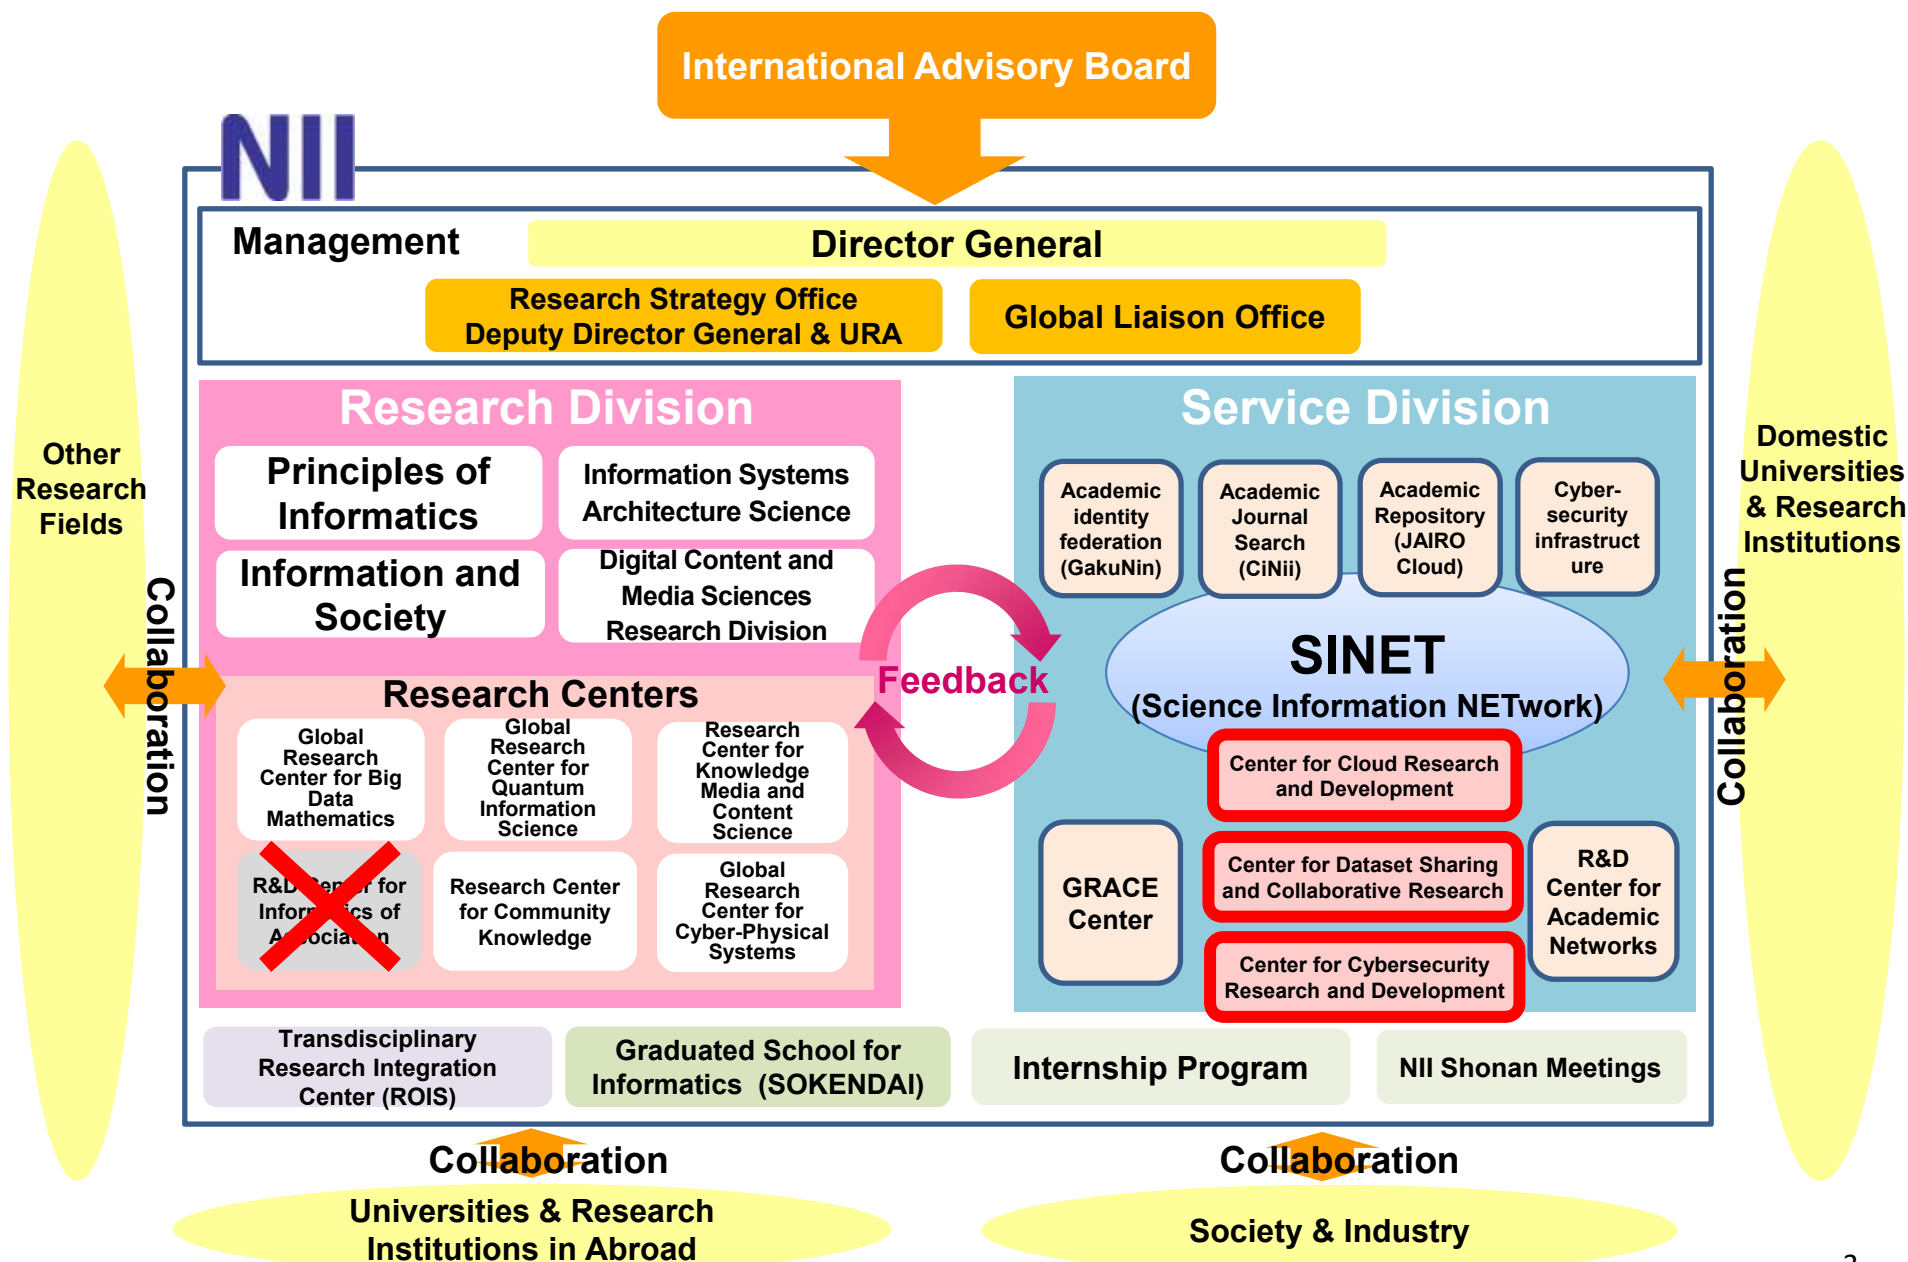 International Advisory Board
NII
Management
Director General
Research Strategy Office
Deputy Director General & URA
Global Liaison Office
Other
Research
Fields
Collaboration
Research Division
Principles of
Informatics
Information Systems
Architecture Science
Information and
Society
Digital Content and
Media Sciences
Research Division
Research Centers
Global
Research
Center for Big
Data
Mathematics
Global
Research
Center for
Quantum
Information
Science
Research
Center for
Knowledge
Media and
Content
Science
R&D Center for
Informatics of
Association
Research Center
for Community
Knowledge
Global
Research
Center for
Cyber-Physical
Systems
Feedback
Service Division
Academic
identity
federation
(GakuNin)
Academic
Journal
Search
(CiNii)
Academic
Repository
(JAIRO
Cloud)
Cyber-
security
infrastruct
ure
SINET
(Science Information NETwork)
Center for Cloud Research
and Development
GRACE
Center
Center for Dataset Sharing
and Collaborative Research
R&D
Center for
Academic
Networks
Center for Cybersecurity
Research and Development
Domestic
Universities
& Research
Institutions
Collaboration
Transdisciplinary
Research Integration
Center (ROIS)
Graduated School for
Informatics (SOKENDAI)
Internship Program
NII Shonan Meetings
Collaboration
Universities & Research
Institutions in Abroad
Collaboration
Society & Industry